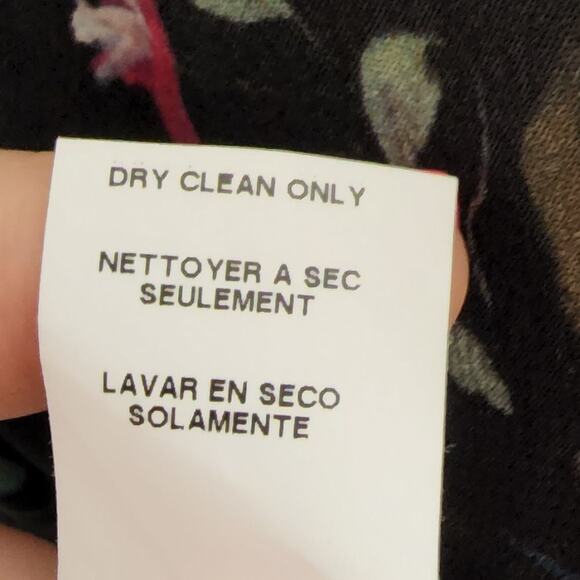 DRY CLEAN ONLY
NETTOYER A SEC
SEULEMENT
LAVAR EN SECO
SOLAMENTE